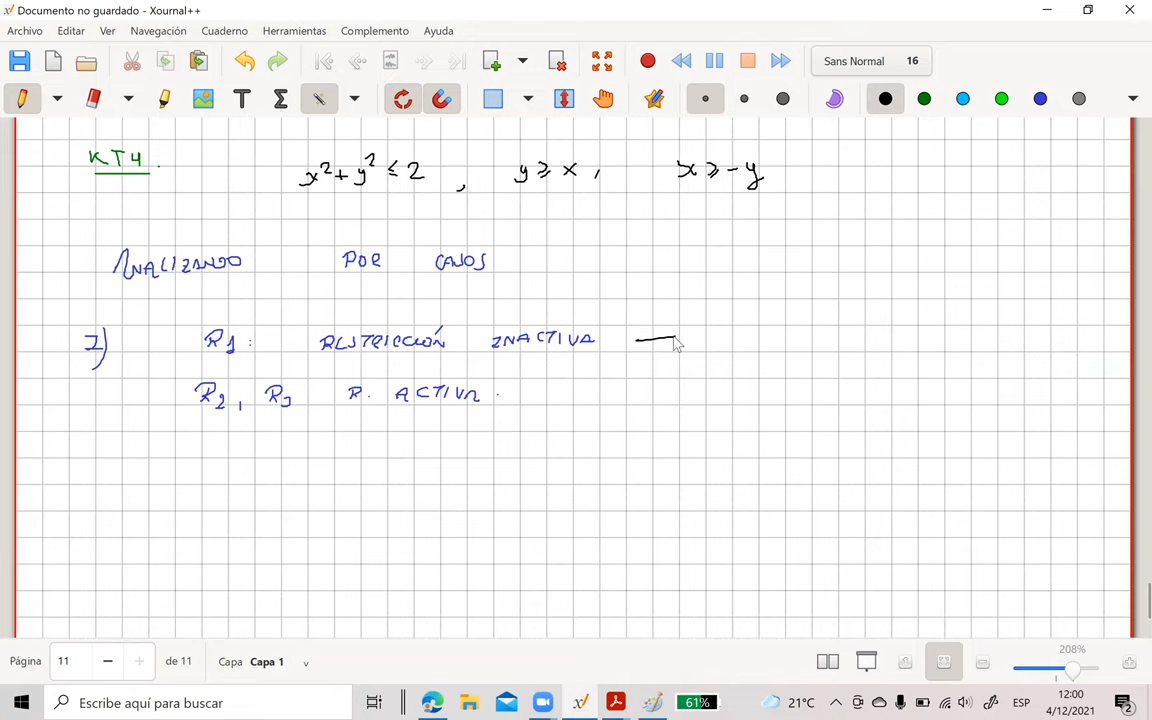 Documento no guardado - Xournal++
Archivo Editar Ver Navegación Cuaderno Herramientas Complemento Ayuda
Sans Normal 16
KT4.
x² + y² ≤ 2 , y ≥ x , x ≥ - y
ANALIZANDO POR CASOS
I) R1: RESTRICCIÓN INACTIVA
R2, R3 R. ACTIVA.
Página 11 de 11 Capa Capa 1 208%
Escribe aquí para buscar 61% 21°C ESP 12:00
4/12/2021 2